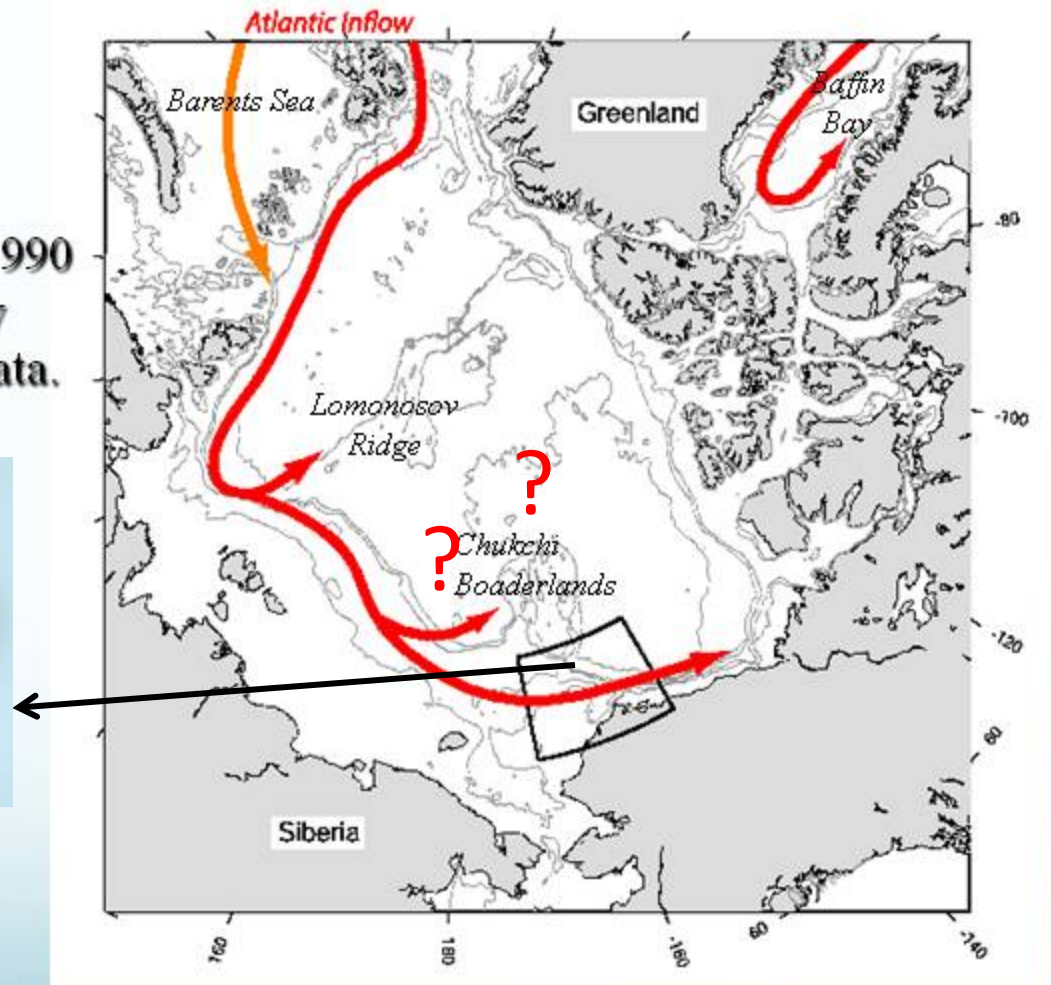 Atlantic Inflow
Barents Sea
Greenland
Baffin
Bay
990
ata.
Lomonosov
Ridge
?
?
Chukchi
Boaderlands
Siberia
-80
-100
-120
60
160
180
-160
60
-140